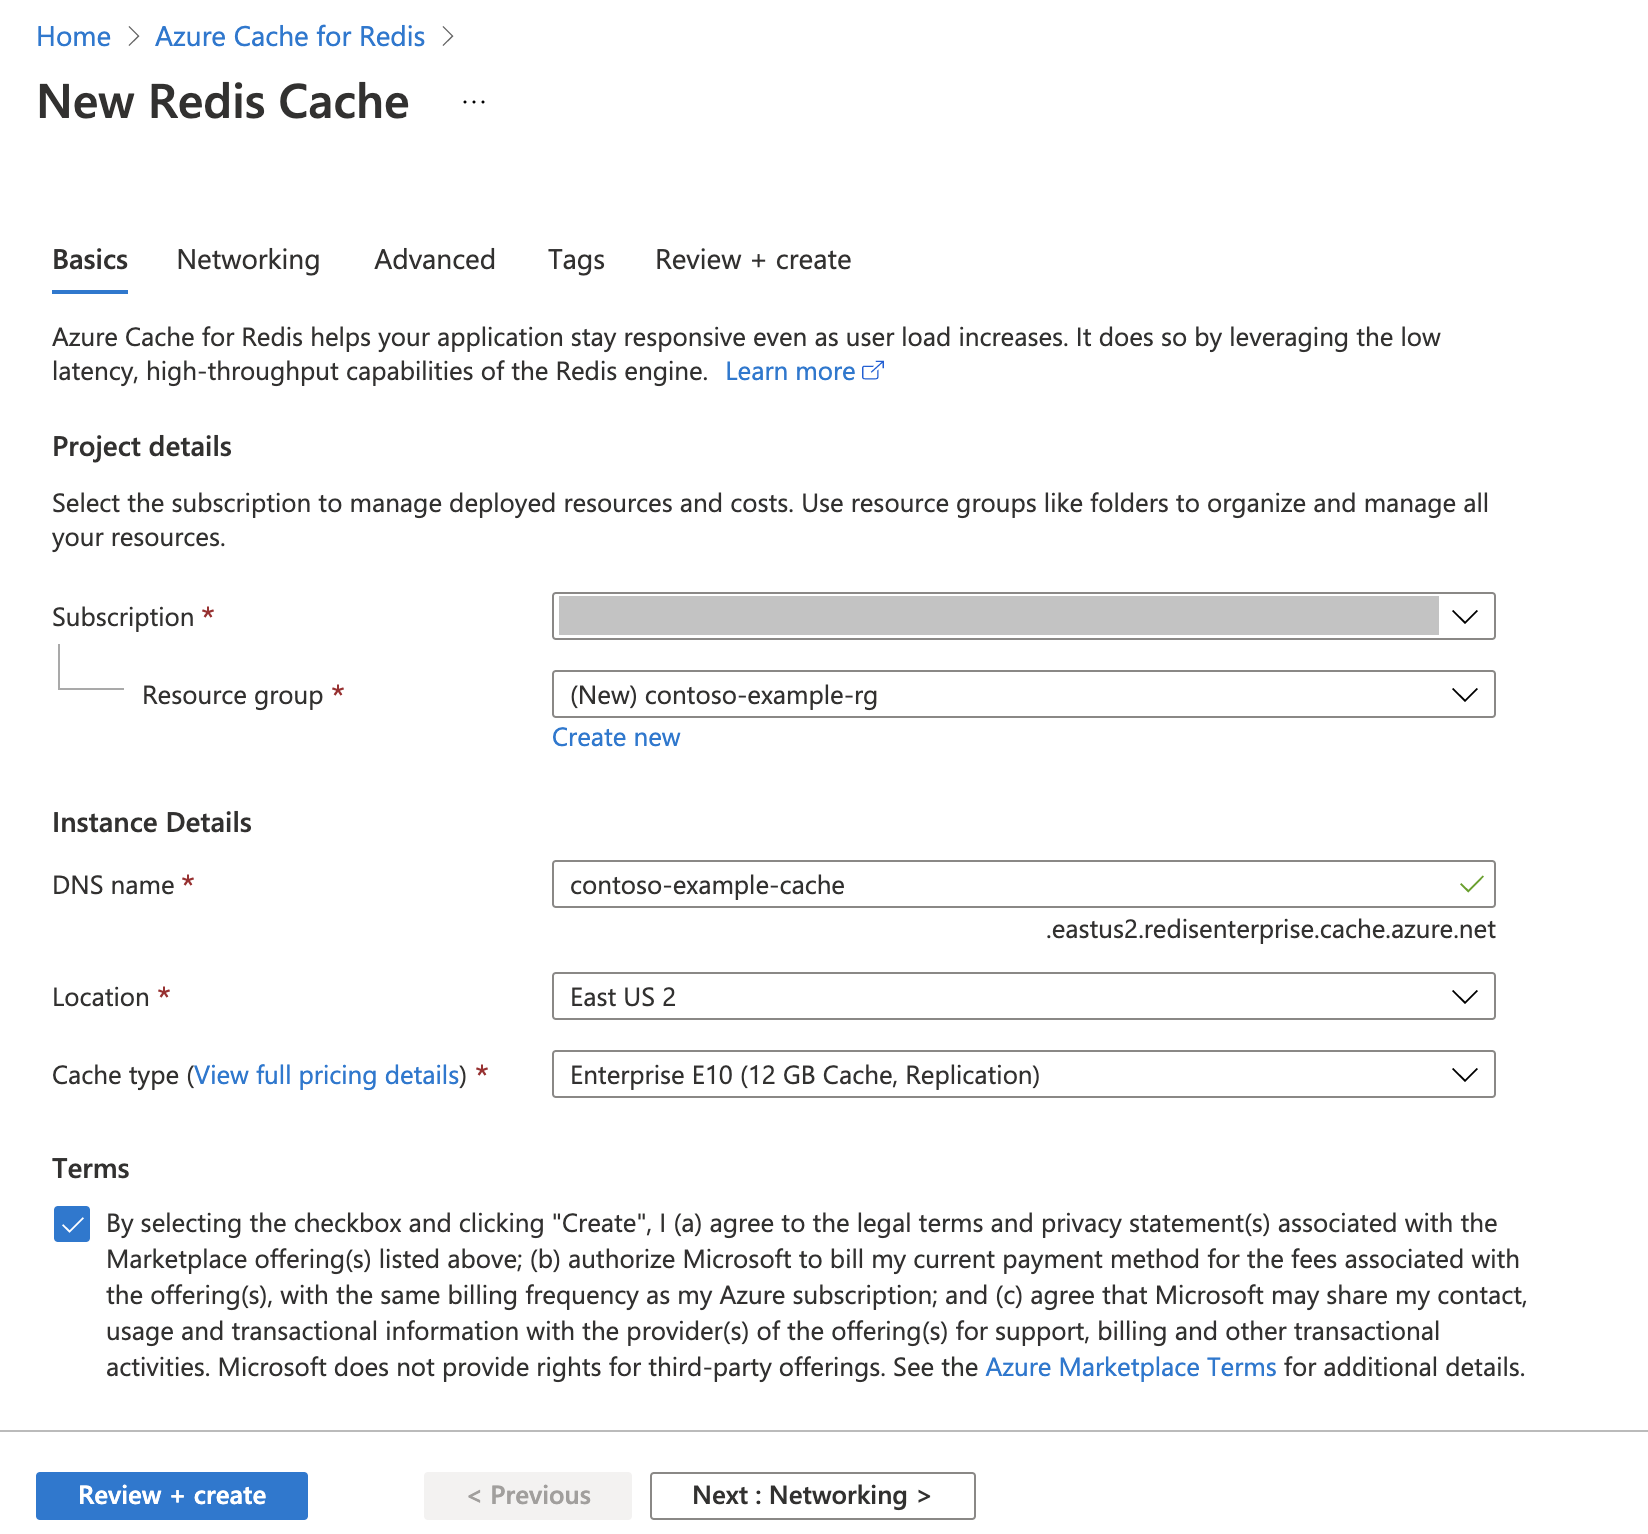 Home > Azure Cache for Redis >
New Redis Cache ...
Basics Networking Advanced Tags Review + create
Azure Cache for Redis helps your application stay responsive even as user load increases. It does so by leveraging the low
latency, high-throughput capabilities of the Redis engine. Learn more
Project details
Select the subscription to manage deployed resources and costs. Use resource groups like folders to organize and manage all
your resources.
Subscription *
Resource group * (New) contoso-example-rg
Create new
Instance Details
DNS name * contoso-example-cache
.eastus2.redisenterprise.cache.azure.net
Location * East US 2
Cache type (View full pricing details) * Enterprise E10 (12 GB Cache, Replication)
Terms
By selecting the checkbox and clicking "Create", I (a) agree to the legal terms and privacy statement(s) associated with the
Marketplace offering(s) listed above; (b) authorize Microsoft to bill my current payment method for the fees associated with
the offering(s), with the same billing frequency as my Azure subscription; and (c) agree that Microsoft may share my contact,
usage and transactional information with the provider(s) of the offering(s) for support, billing and other transactional
activities. Microsoft does not provide rights for third-party offerings. See the Azure Marketplace Terms for additional details.
Review + create < Previous Next : Networking >